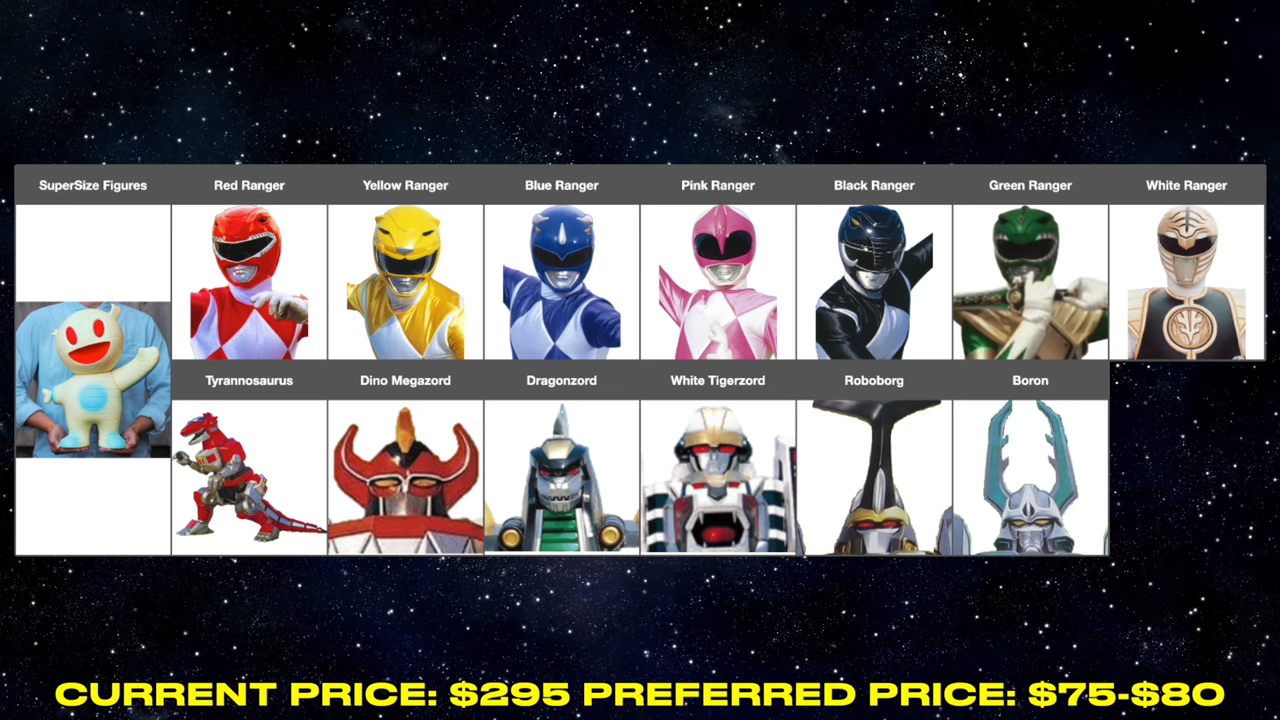 SuperSize Figures Red Ranger Yellow Ranger Blue Ranger Pink Ranger Black Ranger Green Ranger White Ranger
Tyrannosaurus Dino Megazord Dragonzord White Tigerzord Roboborg Boron
CURRENT PRICE: $295 PREFERRED PRICE: $75-$80